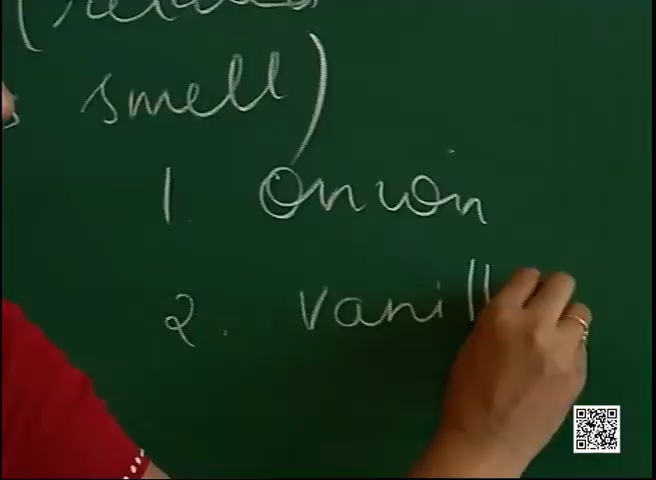 smell)
1. onion
2. vanill